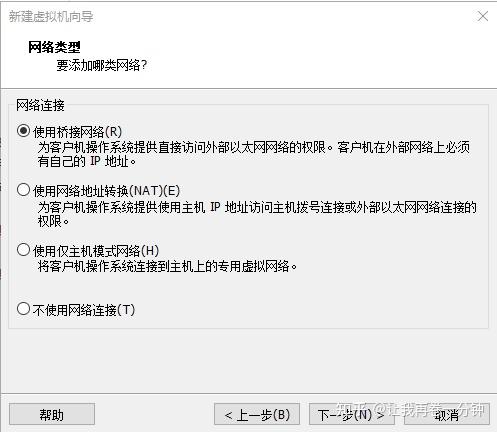 新建虚拟机向导
网络类型
要添加哪类网络?
网络连接
使用桥接网络(R)
为客户机操作系统提供直接访问外部以太网网络的权限。客户机在外部网络上必须
有自己的 IP 地址。
使用网络地址转换(NAT)(E)
为客户机操作系统提供使用主机 IP 地址访问主机拨号连接或外部以太网网络连接的
权限。
使用仅主机模式网络(H)
将客户机操作系统连接到主机上的专用虚拟网络。
不使用网络连接(T)
帮助
< 上一步(B)
下一步(N) >
取消
知乎 @让我再看一分钟